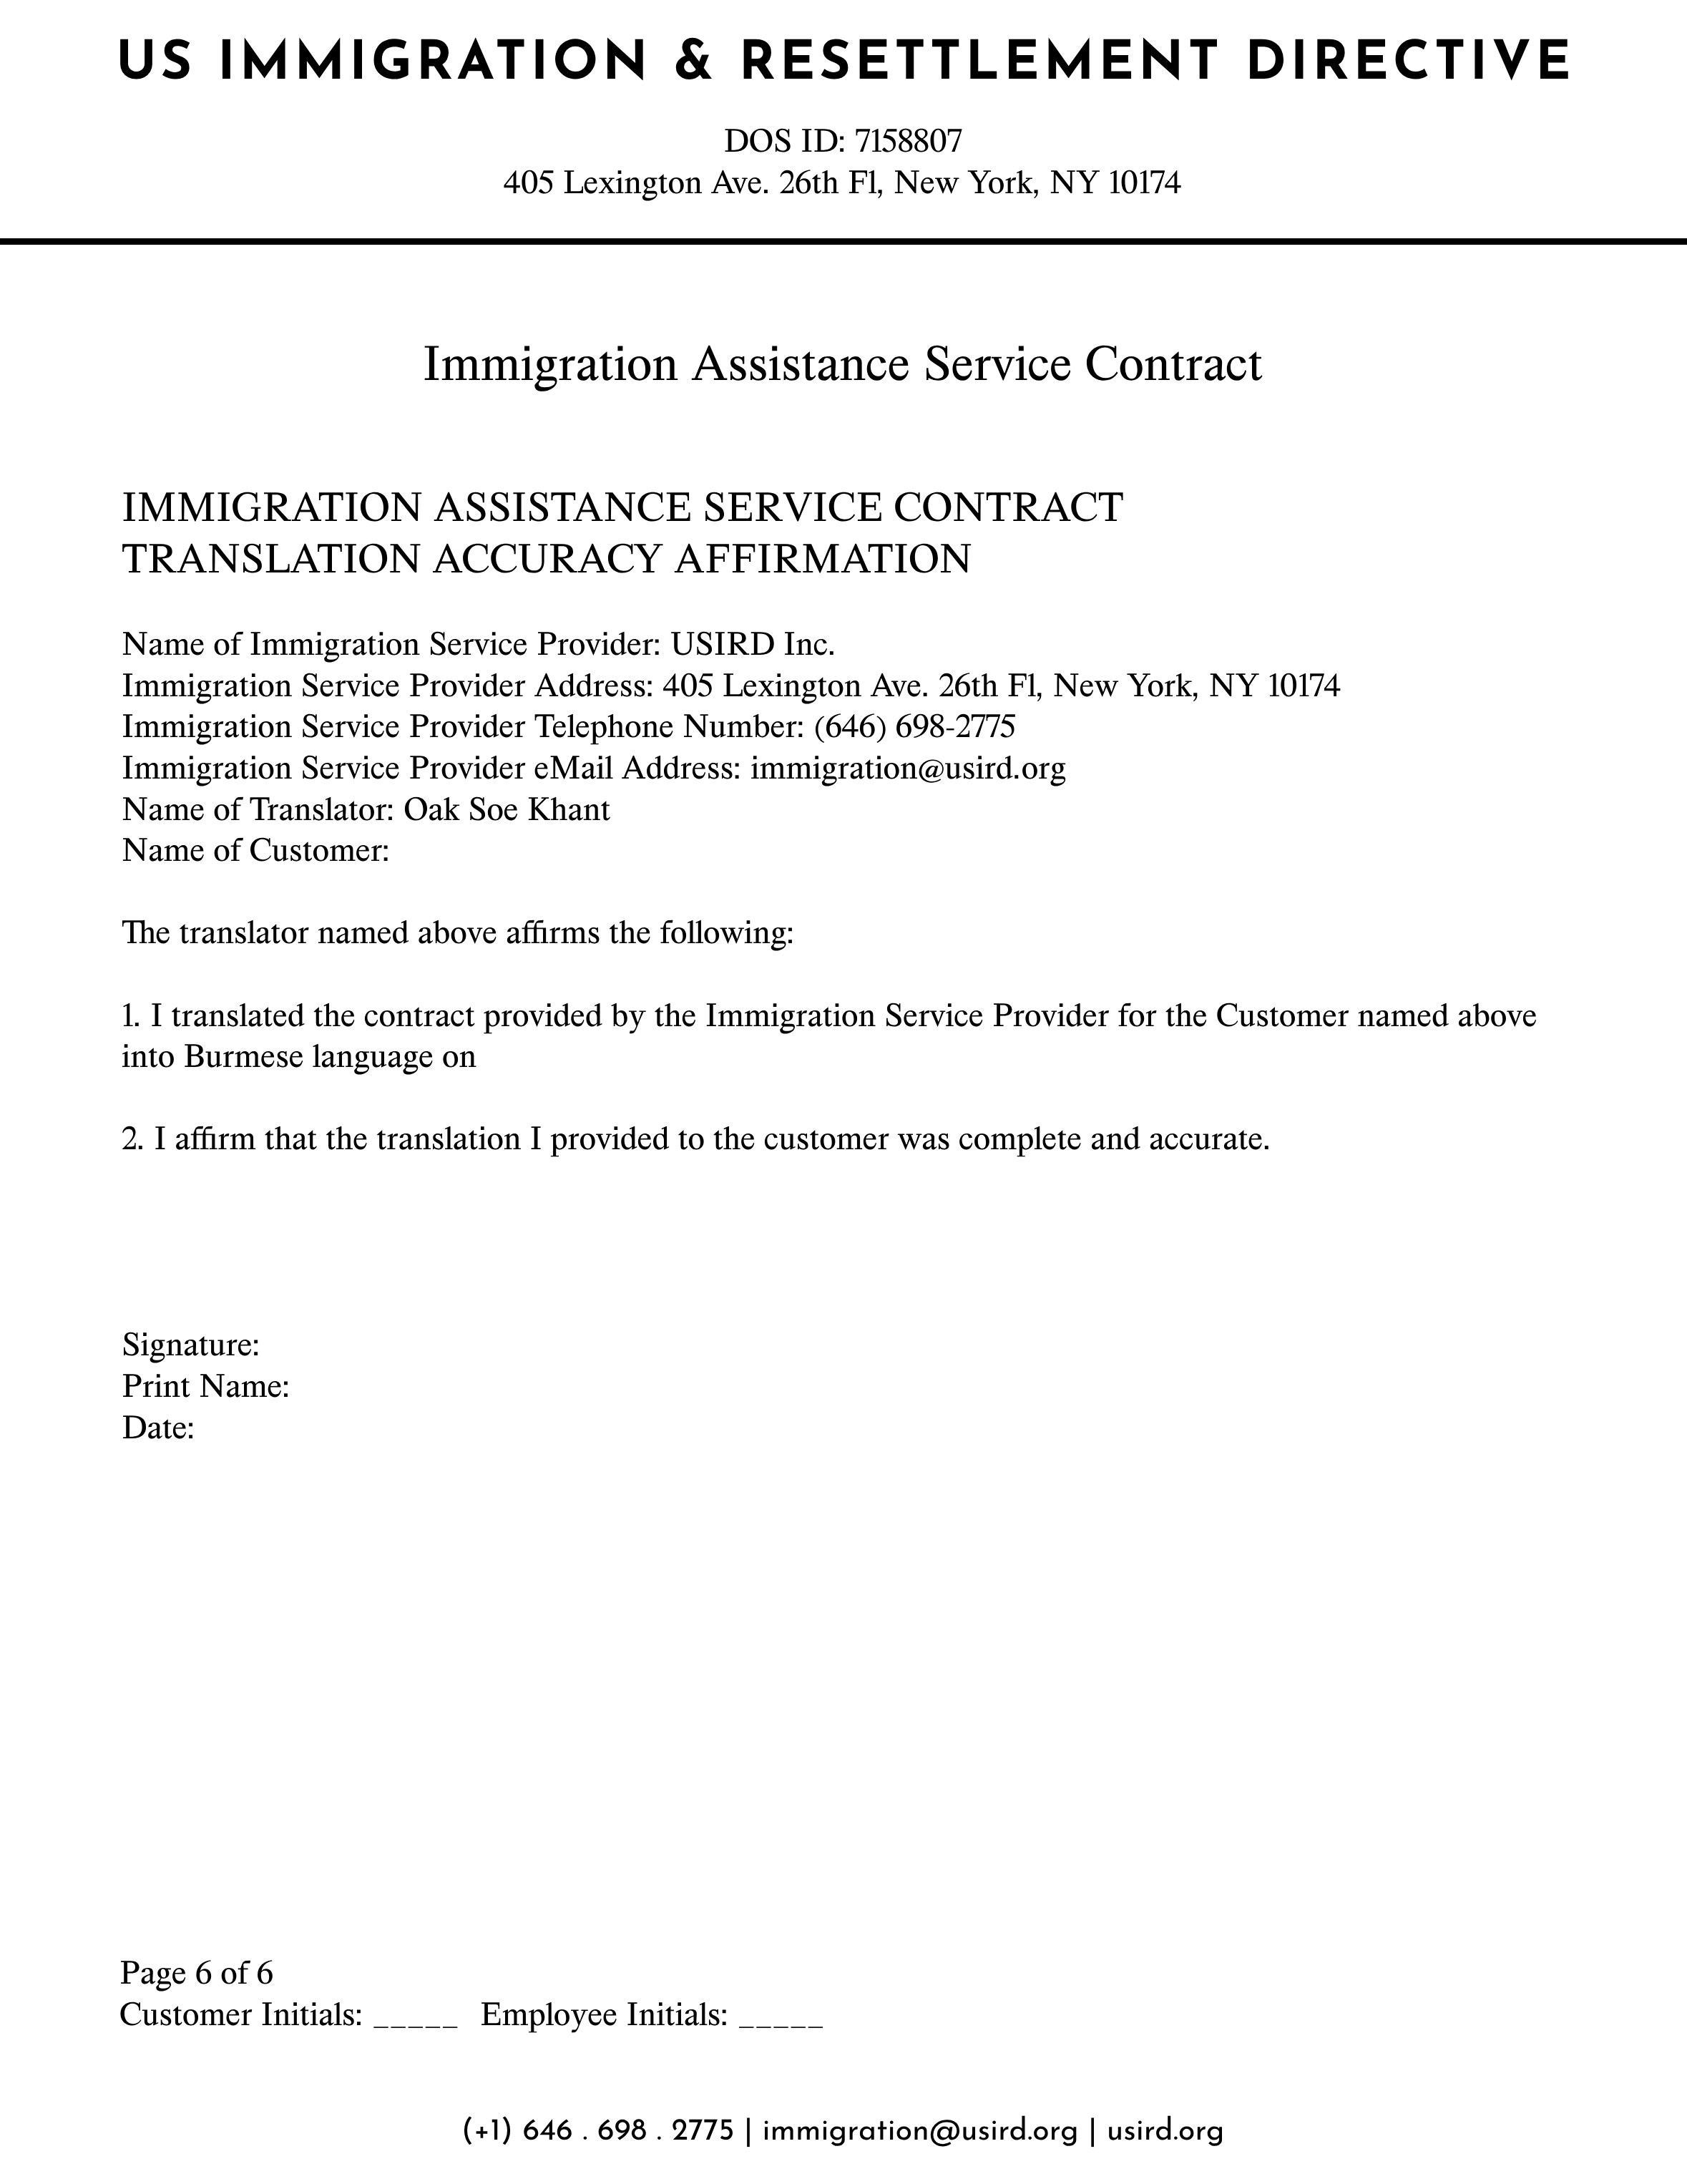 US IMMIGRATION & RESETTLEMENT DIRECTIVE
DOS ID: 7158807
405 Lexington Ave. 26th Fl, New York, NY 10174
Immigration Assistance Service Contract
IMMIGRATION ASSISTANCE SERVICE CONTRACT
TRANSLATION ACCURACY AFFIRMATION
Name of Immigration Service Provider: USIRD Inc.
Immigration Service Provider Address: 405 Lexington Ave. 26th Fl, New York, NY 10174
Immigration Service Provider Telephone Number: (646) 698-2775
Immigration Service Provider eMail Address: immigration@usird.org
Name of Translator: Oak Soe Khant
Name of Customer:
The translator named above affirms the following:
1. I translated the contract provided by the Immigration Service Provider for the Customer named above
into Burmese language on
2. I affirm that the translation I provided to the customer was complete and accurate.
Signature:
Print Name:
Date:
Page 6 of 6
Customer Initials: _____ Employee Initials: _____
(+1) 646 . 698 . 2775 | immigration@usird.org | usird.org